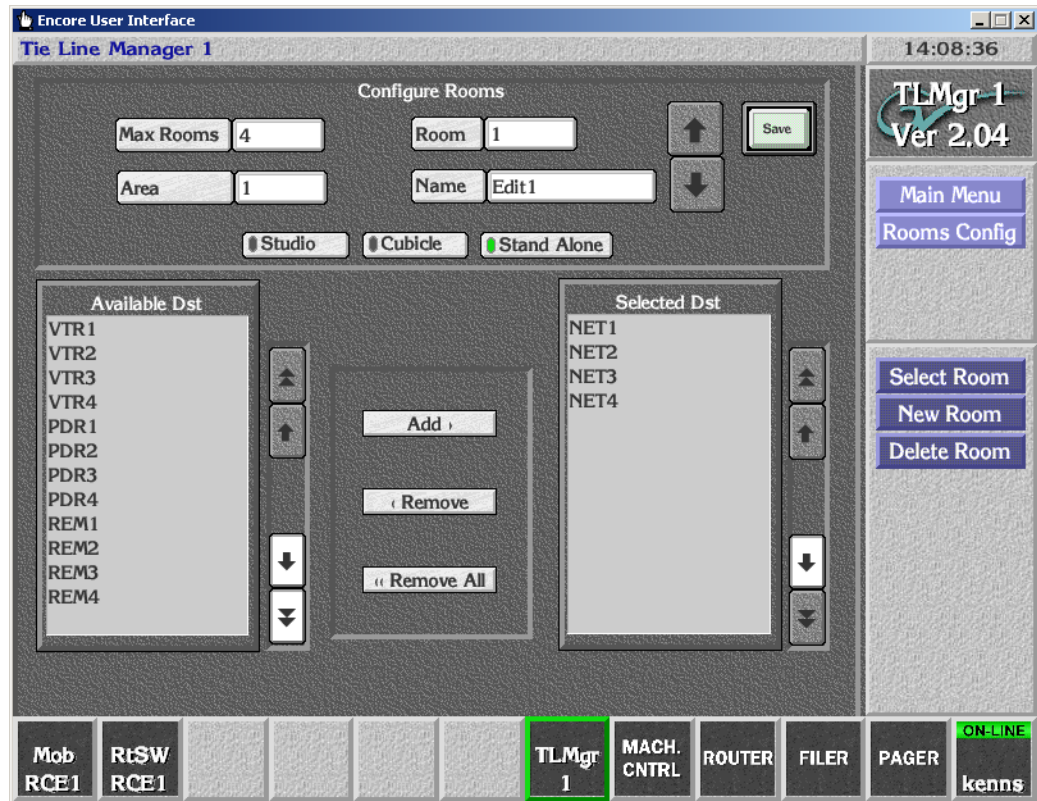 Encore User Interface
Tie Line Manager 1
14:08:36
Configure Rooms
Max Rooms 4
Room 1
Save
Area 1
Name Edit1
Studio
Cubicle
Stand Alone
Available Dst
VTR1
VTR2
VTR3
VTR4
PDR1
PDR2
PDR3
PDR4
REM1
REM2
REM3
REM4
Add ›
‹ Remove
‹‹ Remove All
Selected Dst
NET1
NET2
NET3
NET4
TLMgr 1
Ver 2.04
Main Menu
Rooms Config
Select Room
New Room
Delete Room
Mob
RCE1
RtSW
RCE1
TLMgr
1
MACH.
CNTRL
ROUTER
FILER
PAGER
ON-LINE
kenns